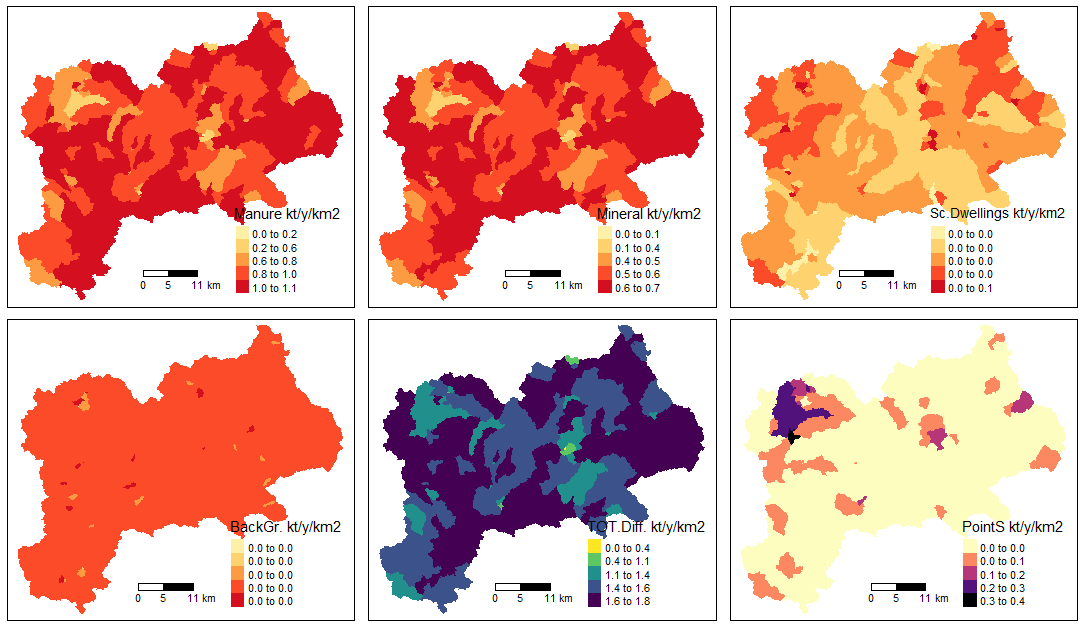 Manure kt/y/km2
0.0 to 0.2
0.2 to 0.6
0.6 to 0.8
0.8 to 1.0
1.0 to 1.1
0 5 11 km
Mineral kt/y/km2
0.0 to 0.1
0.1 to 0.4
0.4 to 0.5
0.5 to 0.6
0.6 to 0.7
0 5 11 km
Sc.Dwellings kt/y/km2
0.0 to 0.0
0.0 to 0.0
0.0 to 0.0
0.0 to 0.0
0.0 to 0.1
0 5 11 km
BackGr. kt/y/km2
0.0 to 0.0
0.0 to 0.0
0.0 to 0.0
0.0 to 0.0
0.0 to 0.0
0 5 11 km
TOT.Diff. kt/y/km2
0.0 to 0.4
0.4 to 1.1
1.1 to 1.4
1.4 to 1.6
1.6 to 1.8
0 5 11 km
PointS kt/y/km2
0.0 to 0.0
0.0 to 0.1
0.1 to 0.2
0.2 to 0.3
0.3 to 0.4
0 5 11 km